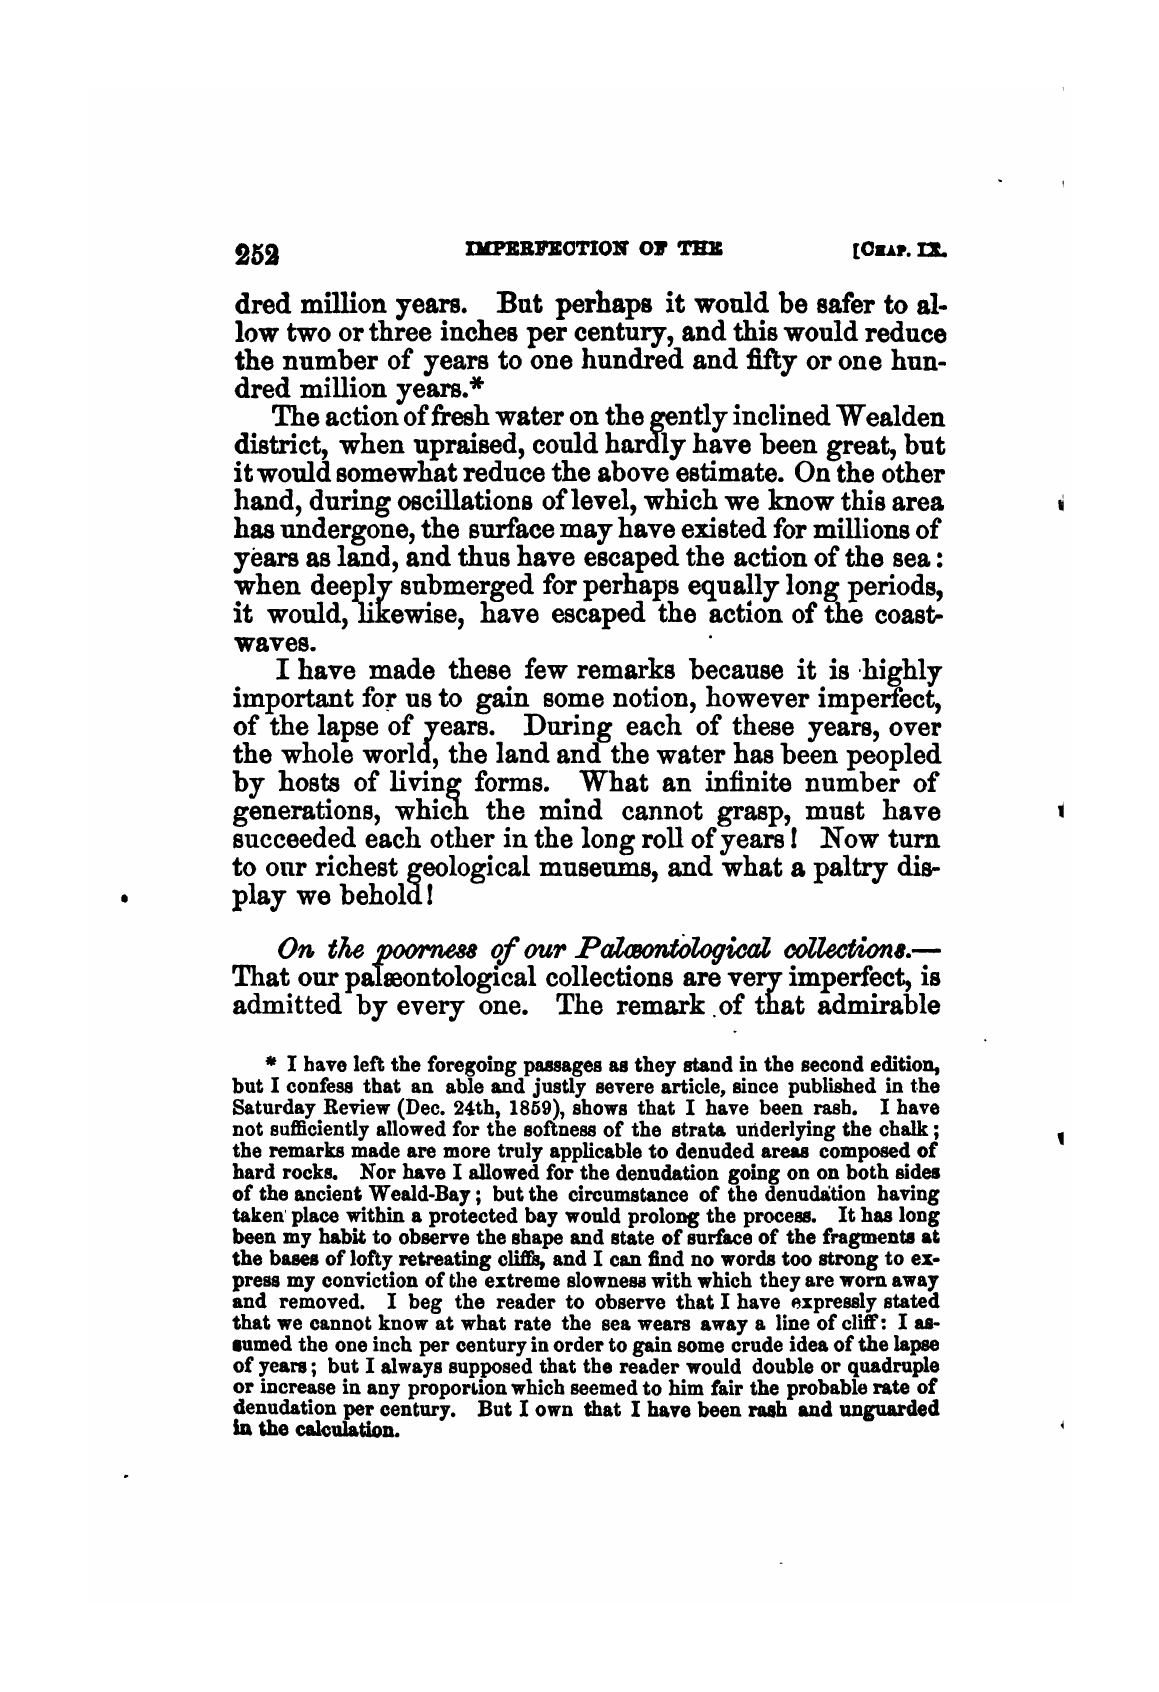 252 IMPERFECTION OF THE [CHAP. IX.
dred million years. But perhaps it would be safer to al-
low two or three inches per century, and this would reduce
the number of years to one hundred and fifty or one hun-
dred million years.*
The action of fresh water on the gently inclined Wealden
district, when upraised, could hardly have been great, but
it would somewhat reduce the above estimate. On the other
hand, during oscillations of level, which we know this area
has undergone, the surface may have existed for millions of
years as land, and thus have escaped the action of the sea:
when deeply submerged for perhaps equally long periods,
it would, likewise, have escaped the action of the coast-
waves.
I have made these few remarks because it is highly
important for us to gain some notion, however imperfect,
of the lapse of years. During each of these years, over
the whole world, the land and the water has been peopled
by hosts of living forms. What an infinite number of
generations, which the mind cannot grasp, must have
succeeded each other in the long roll of years! Now turn
to our richest geological museums, and what a paltry dis-
play we behold!
On the poorness of our Palæontological collections.—
That our palæontological collections are very imperfect, is
admitted by every one. The remark of that admirable
* I have left the foregoing passages as they stand in the second edition,
but I confess that an able and justly severe article, since published in the
Saturday Review (Dec. 24th, 1859), shows that I have been rash. I have
not sufficiently allowed for the softness of the strata underlying the chalk;
the remarks made are more truly applicable to denuded areas composed of
hard rocks. Nor have I allowed for the denudation going on on both sides
of the ancient Weald-Bay; but the circumstance of the denudation having
taken place within a protected bay would prolong the process. It has long
been my habit to observe the shape and state of surface of the fragments at
the bases of lofty retreating cliffs, and I can find no words too strong to ex-
press my conviction of the extreme slowness with which they are worn away
and removed. I beg the reader to observe that I have expressly stated
that we cannot know at what rate the sea wears away a line of cliff: I as-
sumed the one inch per century in order to gain some crude idea of the lapse
of years; but I always supposed that the reader would double or quadruple
or increase in any proportion which seemed to him fair the probable rate of
denudation per century. But I own that I have been rash and unguarded
in the calculation.